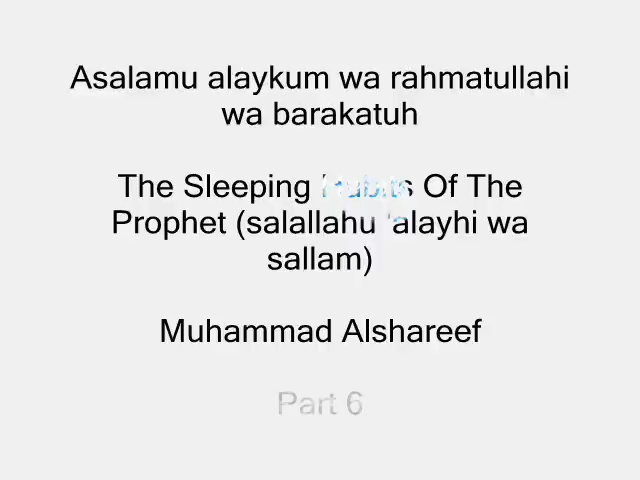 Asalamu alaykum wa rahmatullahi
wa barakatuh
The Sleeping Habits Of The
Prophet (salallahu 'alayhi wa
sallam)
Muhammad Alshareef
Part 6